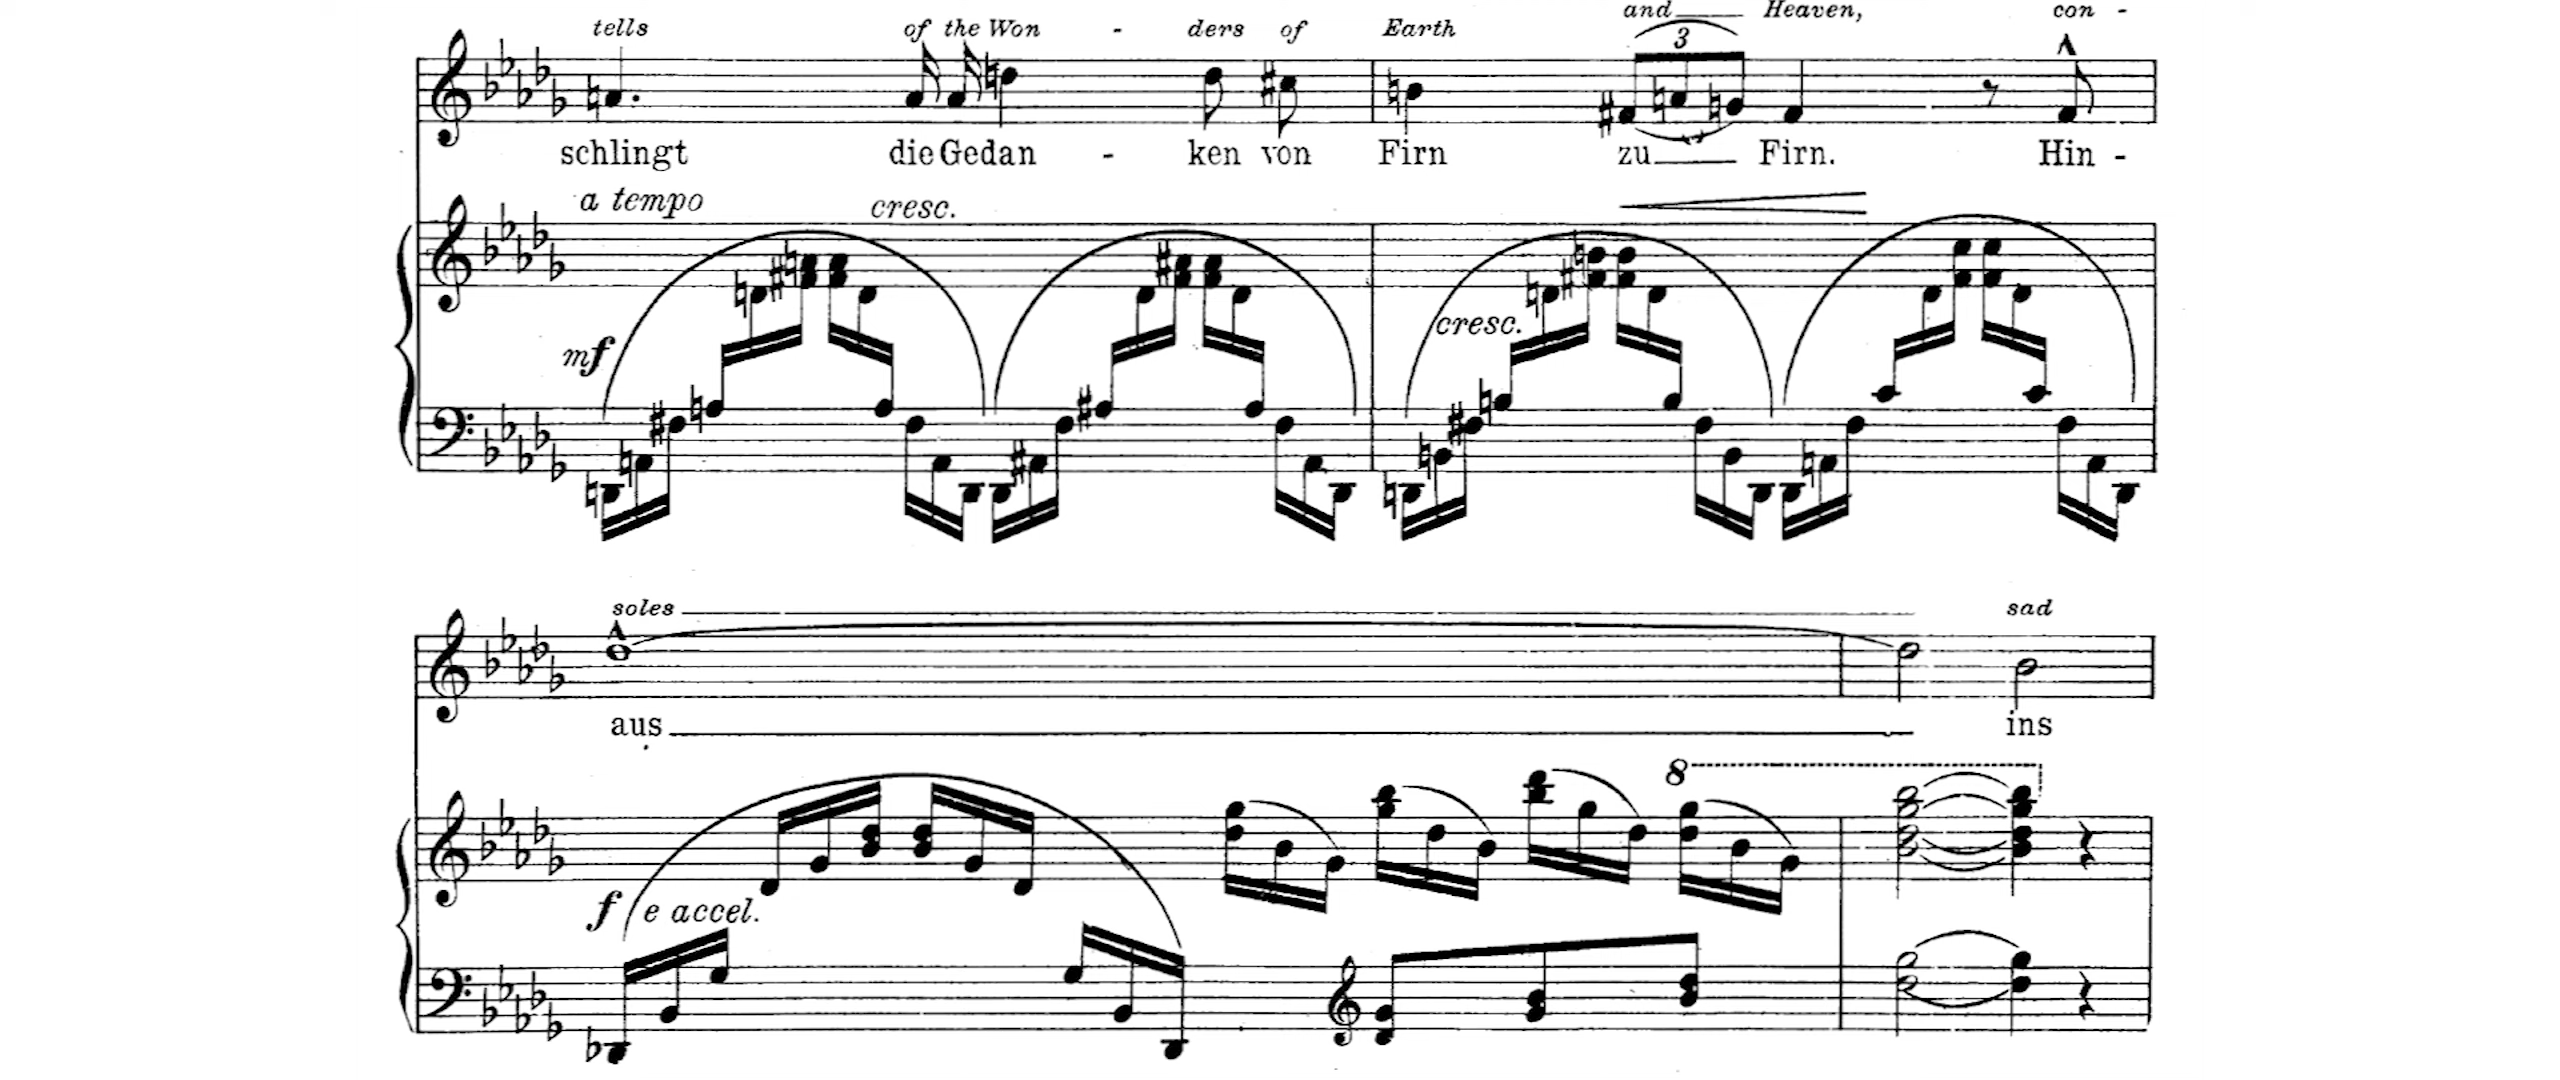 and Heaven, con -
tells of the Won - ders of Earth
3
schlingt die Gedan - ken von Firn zu Firn. Hin -
a tempo cresc.
mf cresc.
soles sad
aus ins
8
f e accel.